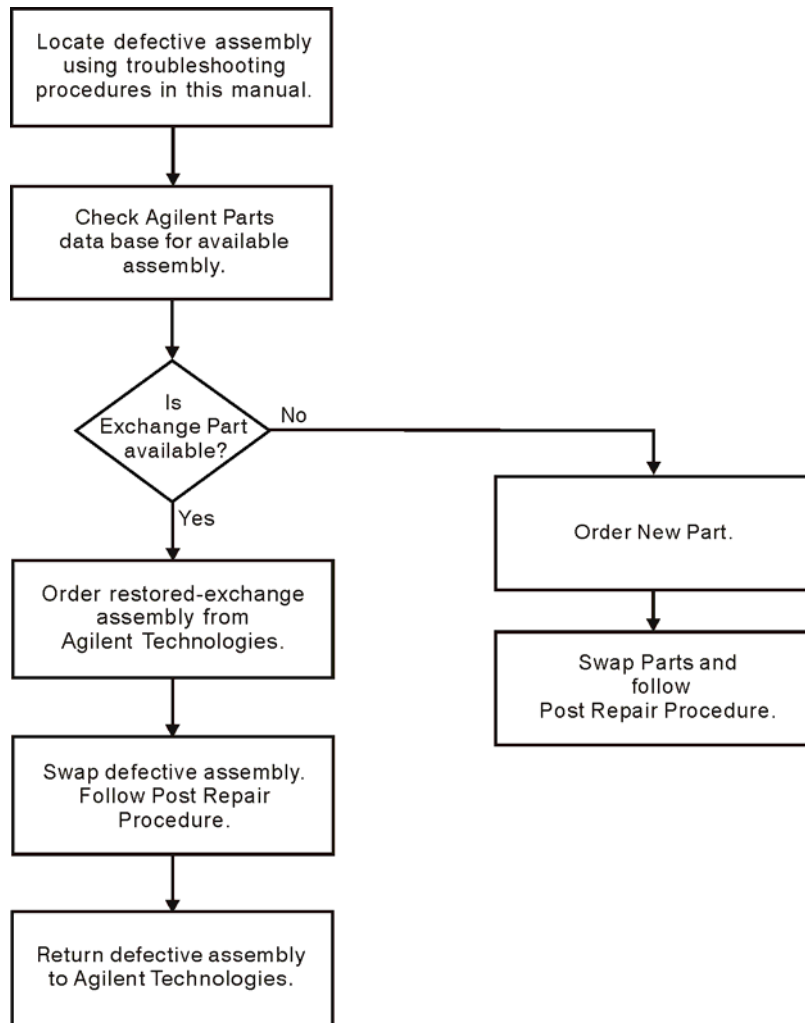 Locate defective assembly
using troubleshooting
procedures in this manual.
Check Agilent Parts
data base for available
assembly.
Is
Exchange Part
available?
No
Yes
Order New Part.
Order restored-exchange
assembly from
Agilent Technologies.
Swap Parts and
follow
Post Repair Procedure.
Swap defective assembly.
Follow Post Repair
Procedure.
Return defective assembly
to Agilent Technologies.